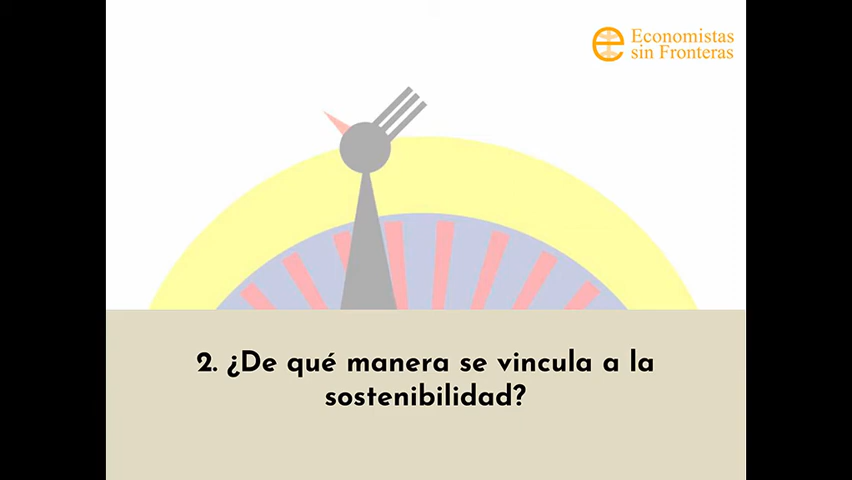 Economistas
sin Fronteras
2. ¿De qué manera se vincula a la
sostenibilidad?